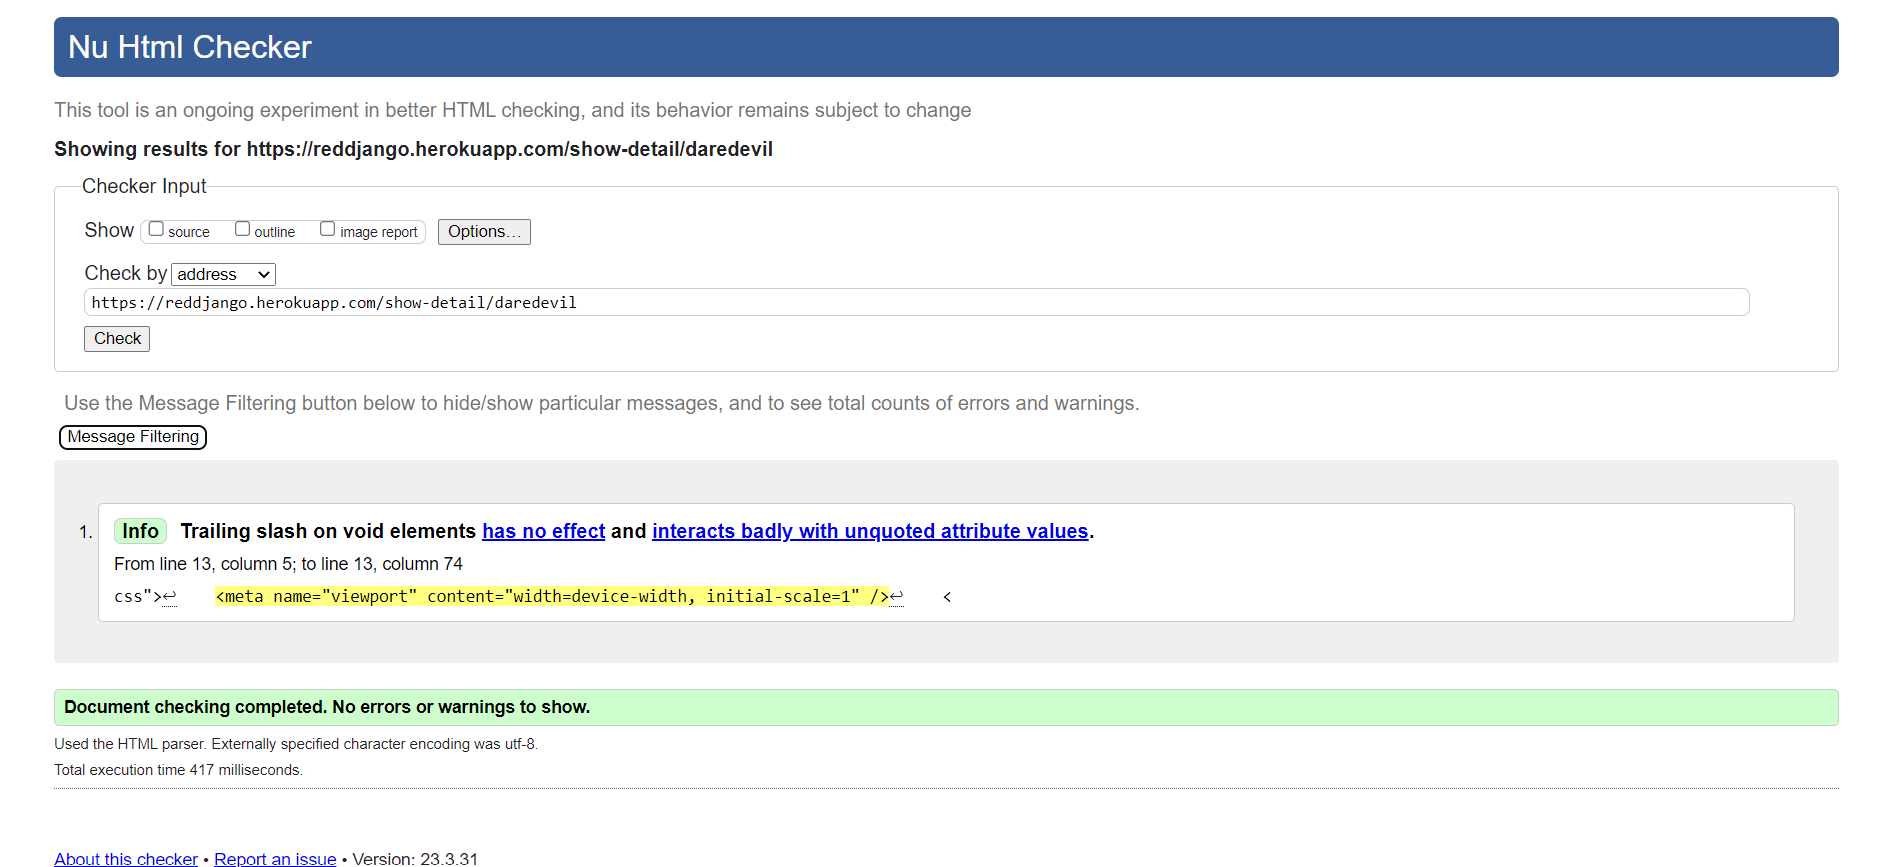 Nu Html Checker
This tool is an ongoing experiment in better HTML checking, and its behavior remains subject to change
Showing results for https://reddjango.herokuapp.com/show-detail/daredevil
Checker Input
Show source outline image report Options...
Check by address
https://reddjango.herokuapp.com/show-detail/daredevil
Check
Use the Message Filtering button below to hide/show particular messages, and to see total counts of errors and warnings.
Message Filtering
1. Info Trailing slash on void elements has no effect and interacts badly with unquoted attribute values.
From line 13, column 5; to line 13, column 74
css">↩ <meta name="viewport" content="width=device-width, initial-scale=1" />↩ <
Document checking completed. No errors or warnings to show.
Used the HTML parser. Externally specified character encoding was utf-8.
Total execution time 417 milliseconds.
About this checker • Report an issue • Version: 23.3.31